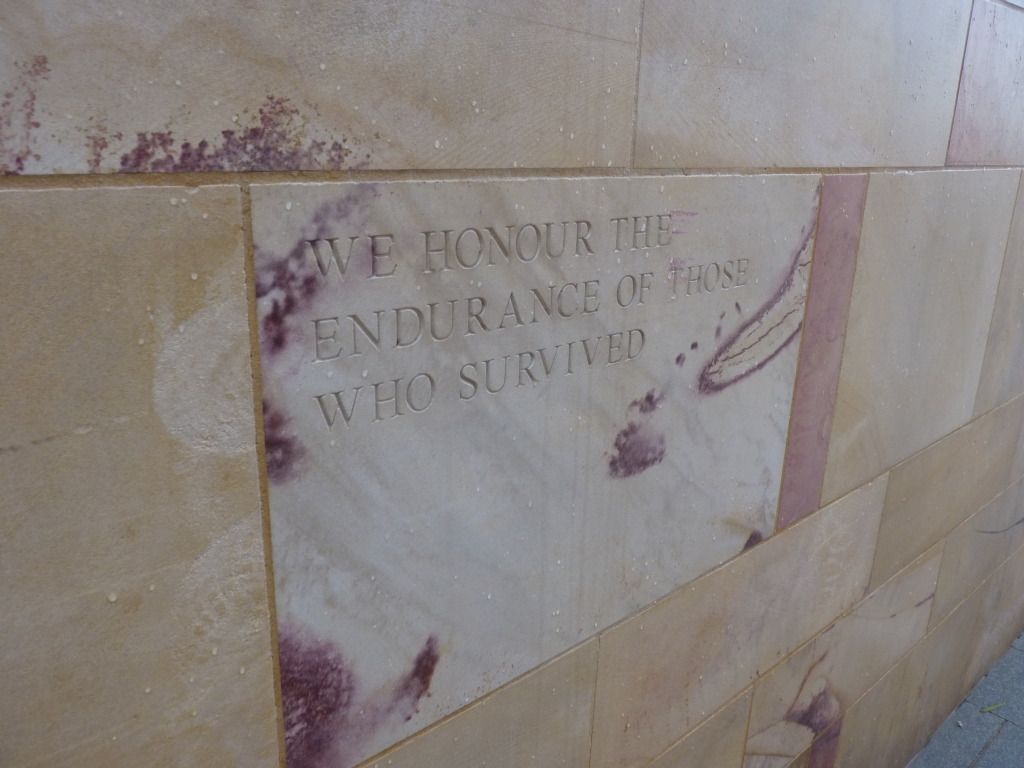 WE HONOUR THE
ENDURANCE OF THOSE
WHO SURVIVED